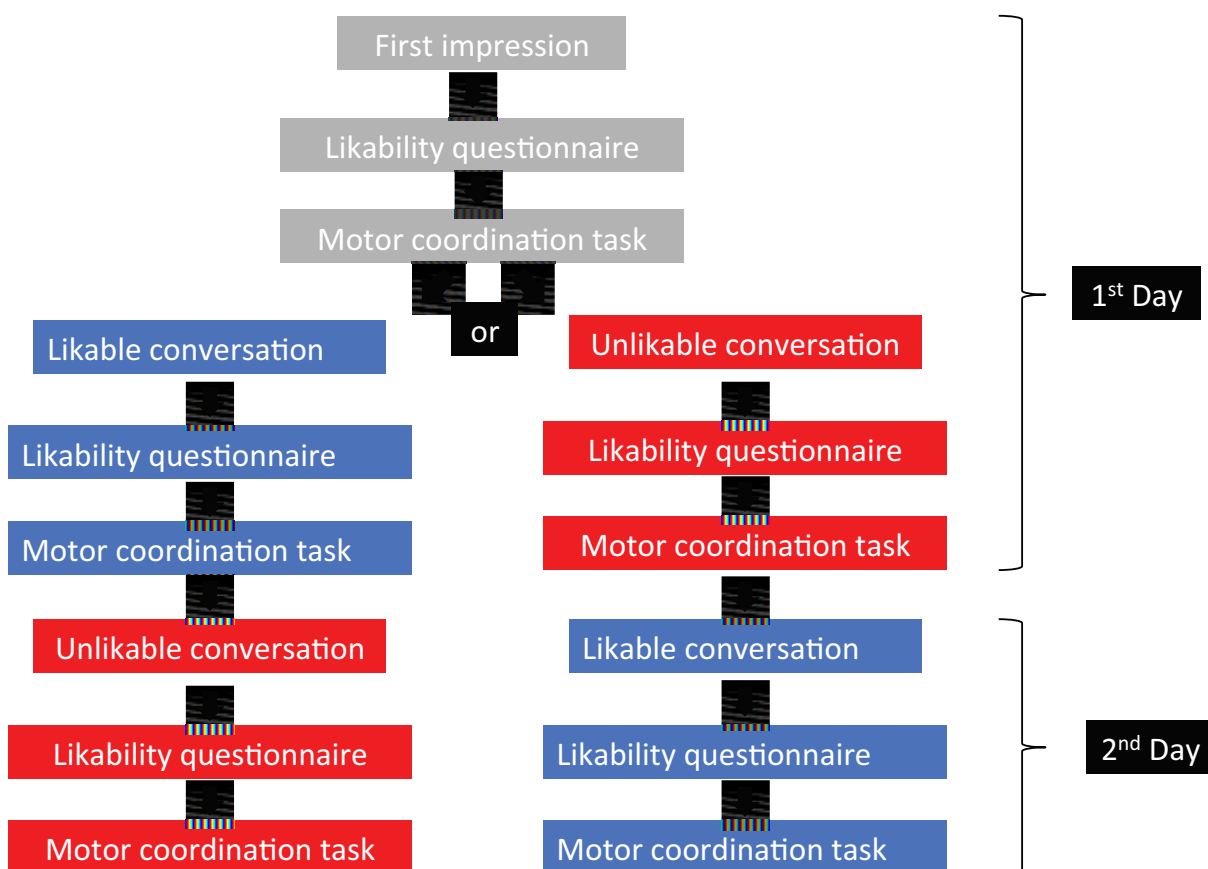 First impression
Likability questionnaire
Motor coordination task
or
1st Day
Likable conversation
Unlikable conversation
Likability questionnaire
Likability questionnaire
Motor coordination task
Motor coordination task
Unlikable conversation
Likable conversation
Likability questionnaire
Likability questionnaire
2nd Day
Motor coordination task
Motor coordination task